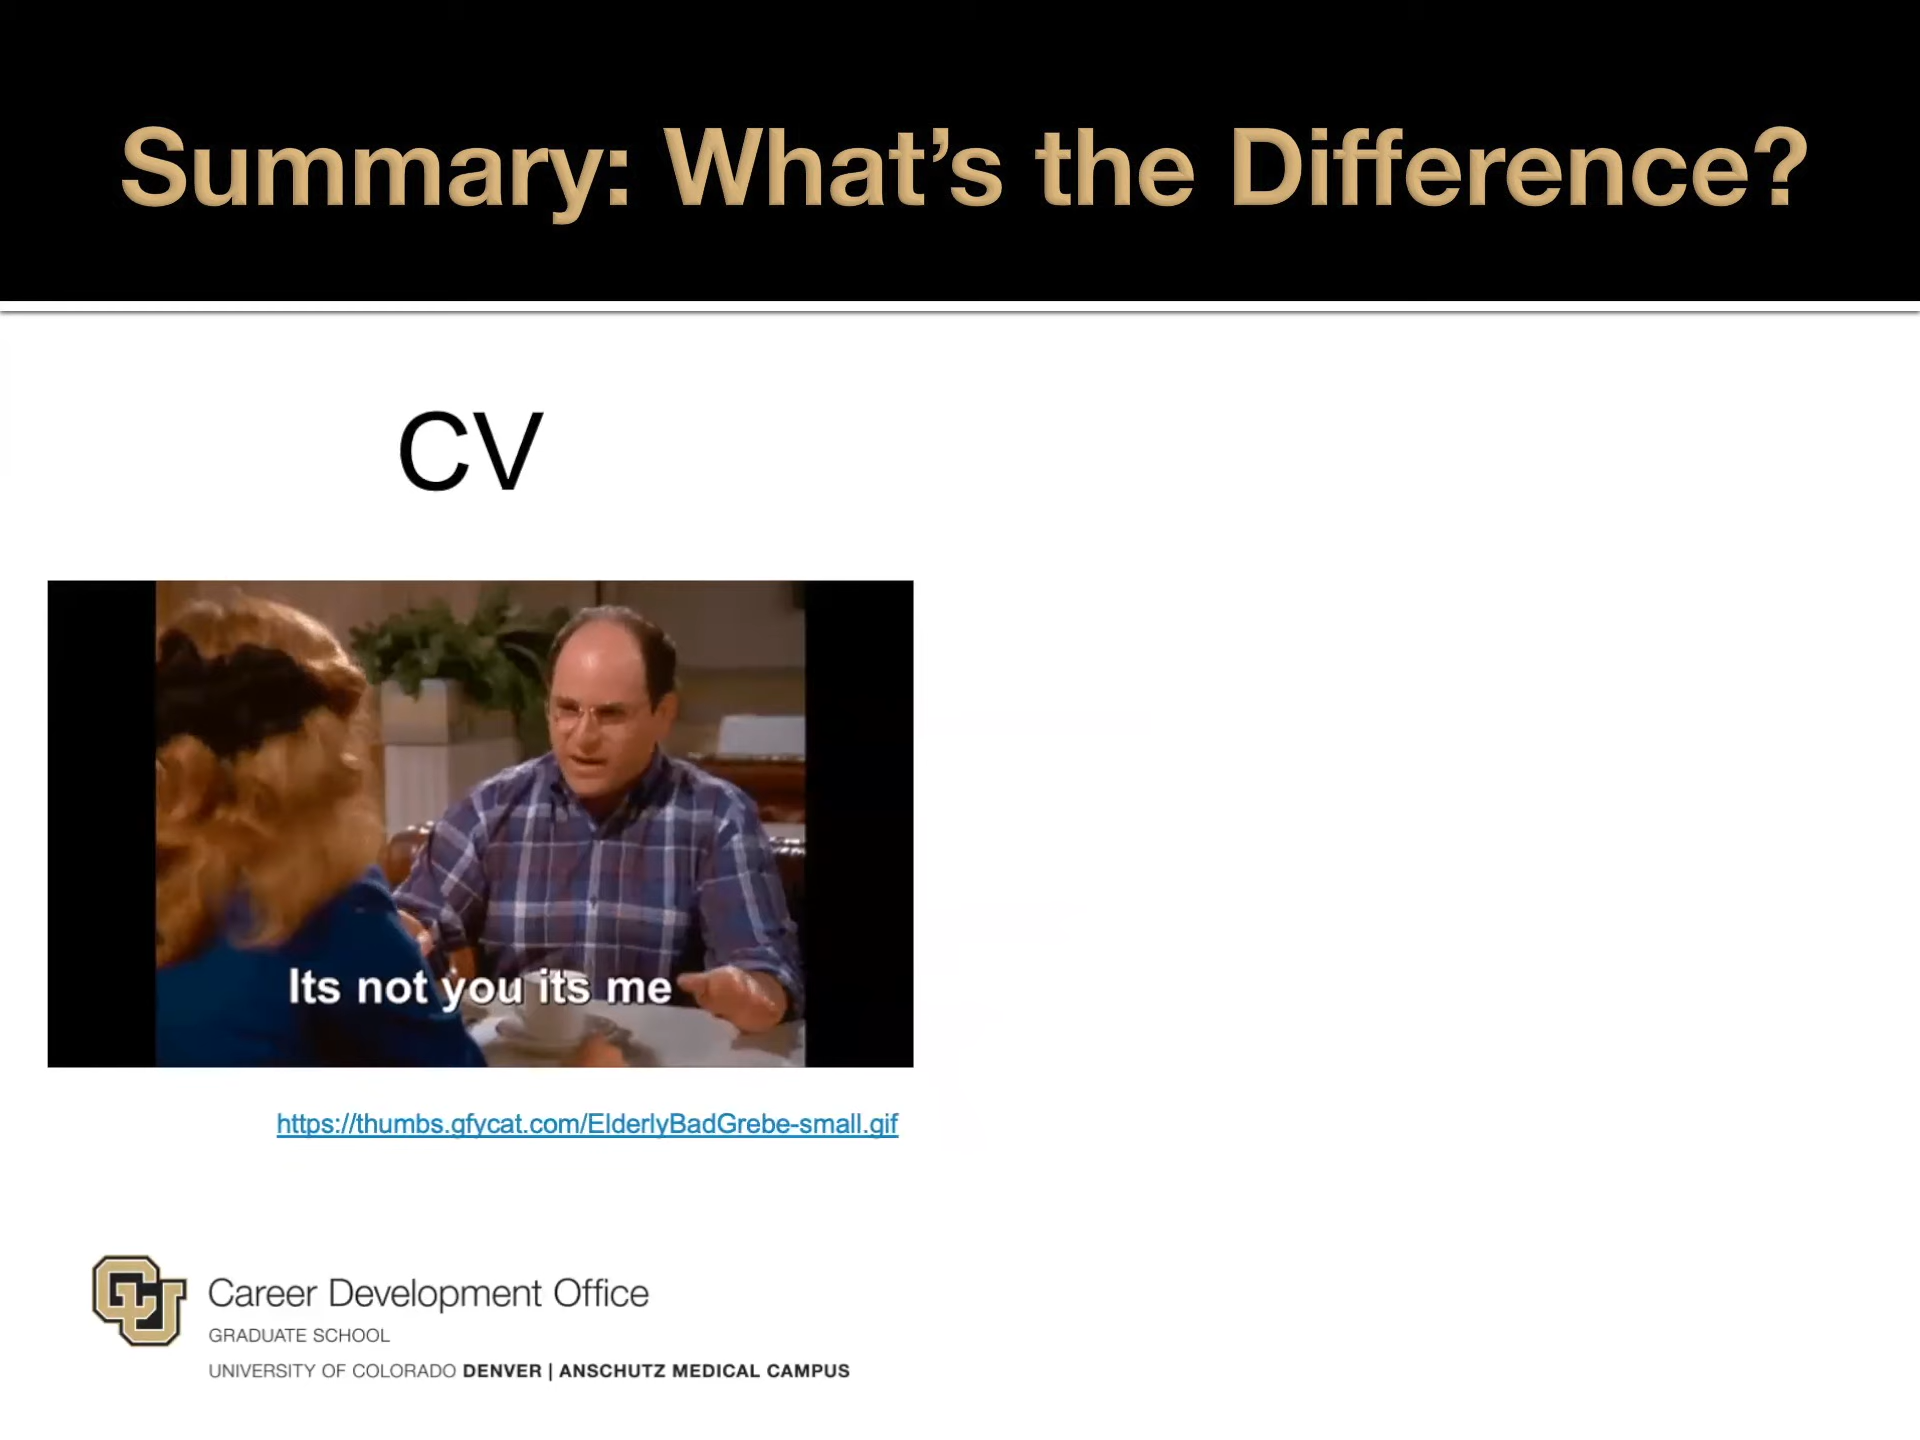 Summary: What’s the Difference?
CV
Its not you its me
https://thumbs.gfycat.com/ElderlyBadGrebe-small.gif
CU
Career Development Office
GRADUATE SCHOOL
UNIVERSITY OF COLORADO DENVER | ANSCHUTZ MEDICAL CAMPUS